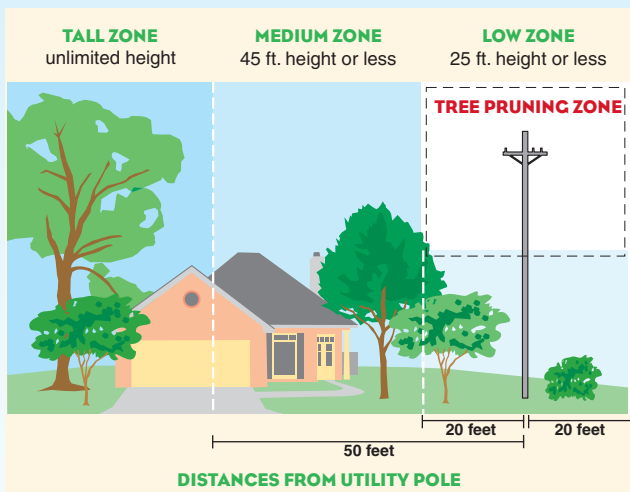 TALL ZONE
unlimited height
MEDIUM ZONE
45 ft. height or less
LOW ZONE
25 ft. height or less
TREE PRUNING ZONE
20 feet
20 feet
50 feet
DISTANCES FROM UTILITY POLE